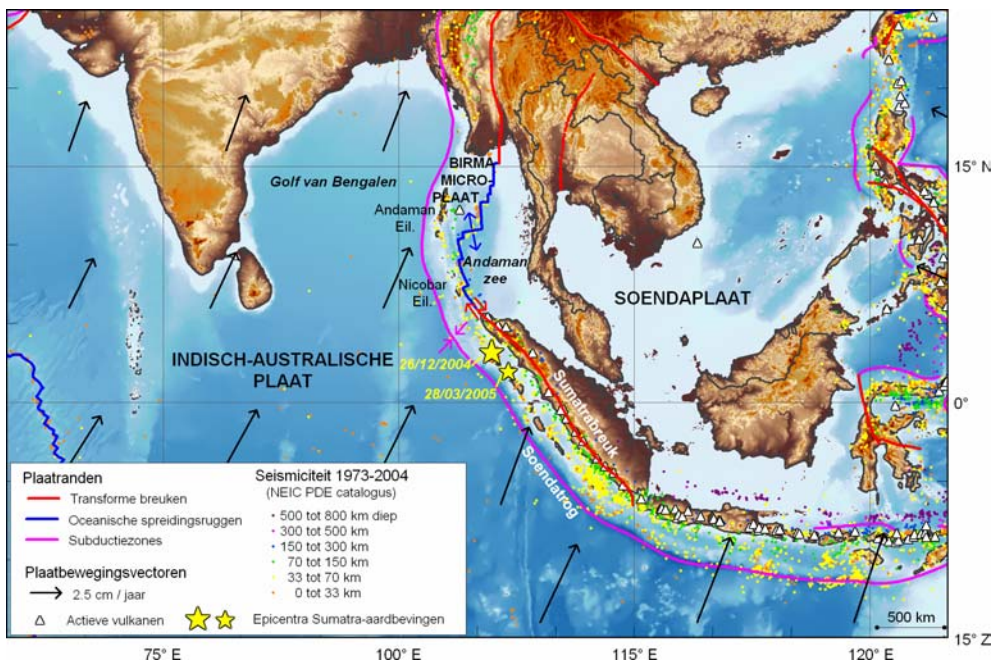 15° N
BIRMA
MICRO-
PLAAT
Golf van Bengalen
Andaman
Eil.
Andaman
zee
Nicobar
Eil.
SOENDAPLAAT
INDISCH-AUSTRALISCHE
PLAAT
26/12/2004
28/03/2005
0°
Sumatrabreuk
Soendatrog
Plaatranden
Transforme breuken
Oceanische spreidingsruggen
Subductiezones
Plaatbewegingsvectoren
2.5 cm / jaar
Actieve vulkanen
Seismiciteit 1973-2004
(NEIC PDE catalogus)
500 tot 800 km diep
300 tot 500 km
150 tot 300 km
70 tot 150 km
33 tot 70 km
0 tot 33 km
Epicentra Sumatra-aardbevingen
500 km
15° Z
75° E
100° E
115° E
120° E